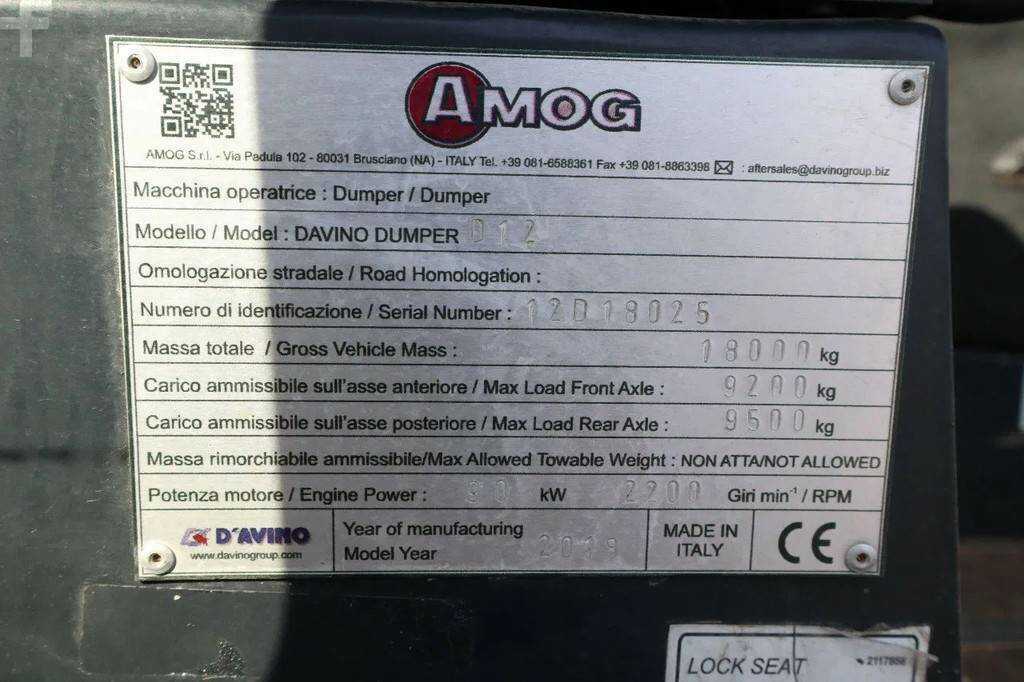 AMOG
AMOG S.r.l. - Via Padula 102 - 80031 Brusciano (NA) - ITALY Tel. +39 081-6588361 Fax +39 081-8863398 : aftersales@davinogroup.biz
Macchina operatrice : Dumper / Dumper
Modello / Model : DAVINO DUMPER D12
Omologazione stradale / Road Homologation :
Numero di identificazione / Serial Number : 12D18025
Massa totale / Gross Vehicle Mass : 18000 kg
Carico ammissibile sull'asse anteriore / Max Load Front Axle : 9200 kg
Carico ammissibile sull'asse posteriore / Max Load Rear Axle : 9500 kg
Massa rimorchiabile ammissibile/Max Allowed Towable Weight : NON ATTA/NOT ALLOWED
Potenza motore / Engine Power : 90 kW 2200 Giri min-¹ / RPM
D'AVINO
www.davinogroup.com
Year of manufacturing
Model Year
MADE IN
ITALY
CE
LOCK SEAT